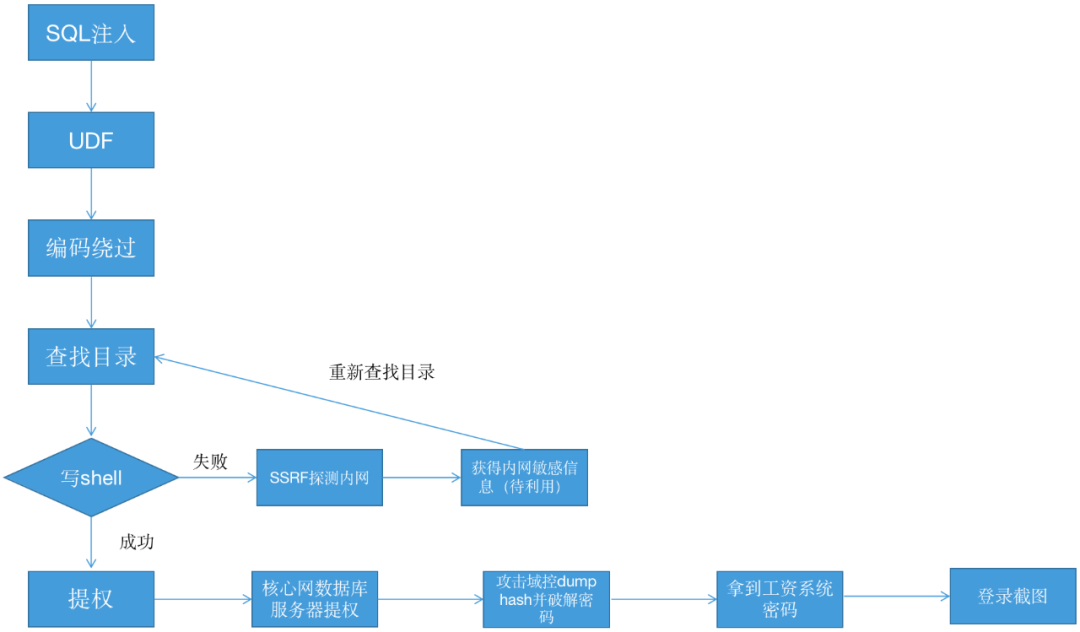 SQL注入
UDF
编码绕过
查找目录
重新查找目录
写shell
失败
SSRF探测内网
获得内网敏感信
息（待利用）
成功
提权
核心网数据库
服务器提权
攻击域控dump
hash并破解密
码
拿到工资系统
密码
登录截图